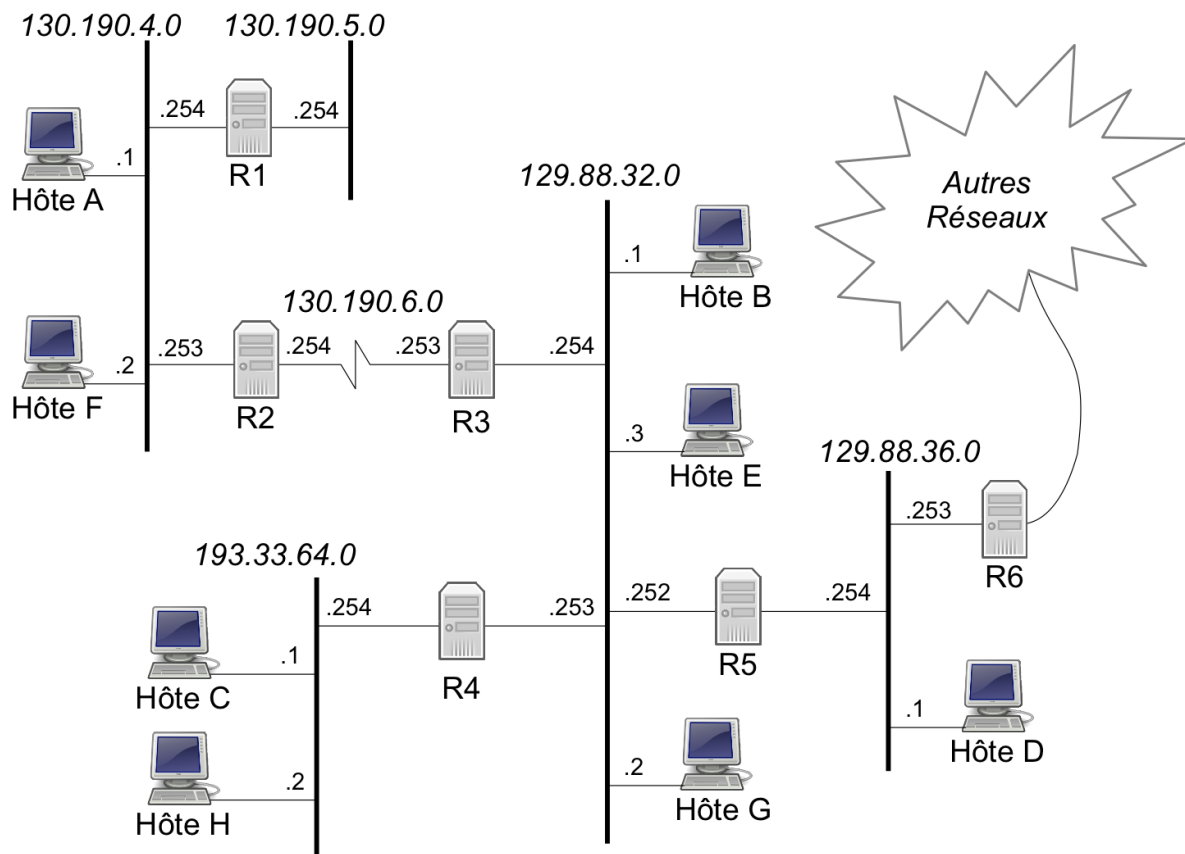 130.190.4.0
130.190.5.0
.254
.254
.1
R1
Hôte A
129.88.32.0
Autres
Réseaux
.1
Hôte B
130.190.6.0
.253
.254
.253
.254
.2
Hôte F
R2
R3
.3
Hôte E
129.88.36.0
.253
R6
193.33.64.0
.254
.253
.252
.254
R4
R5
.1
Hôte C
.1
Hôte D
.2
Hôte H
.2
Hôte G